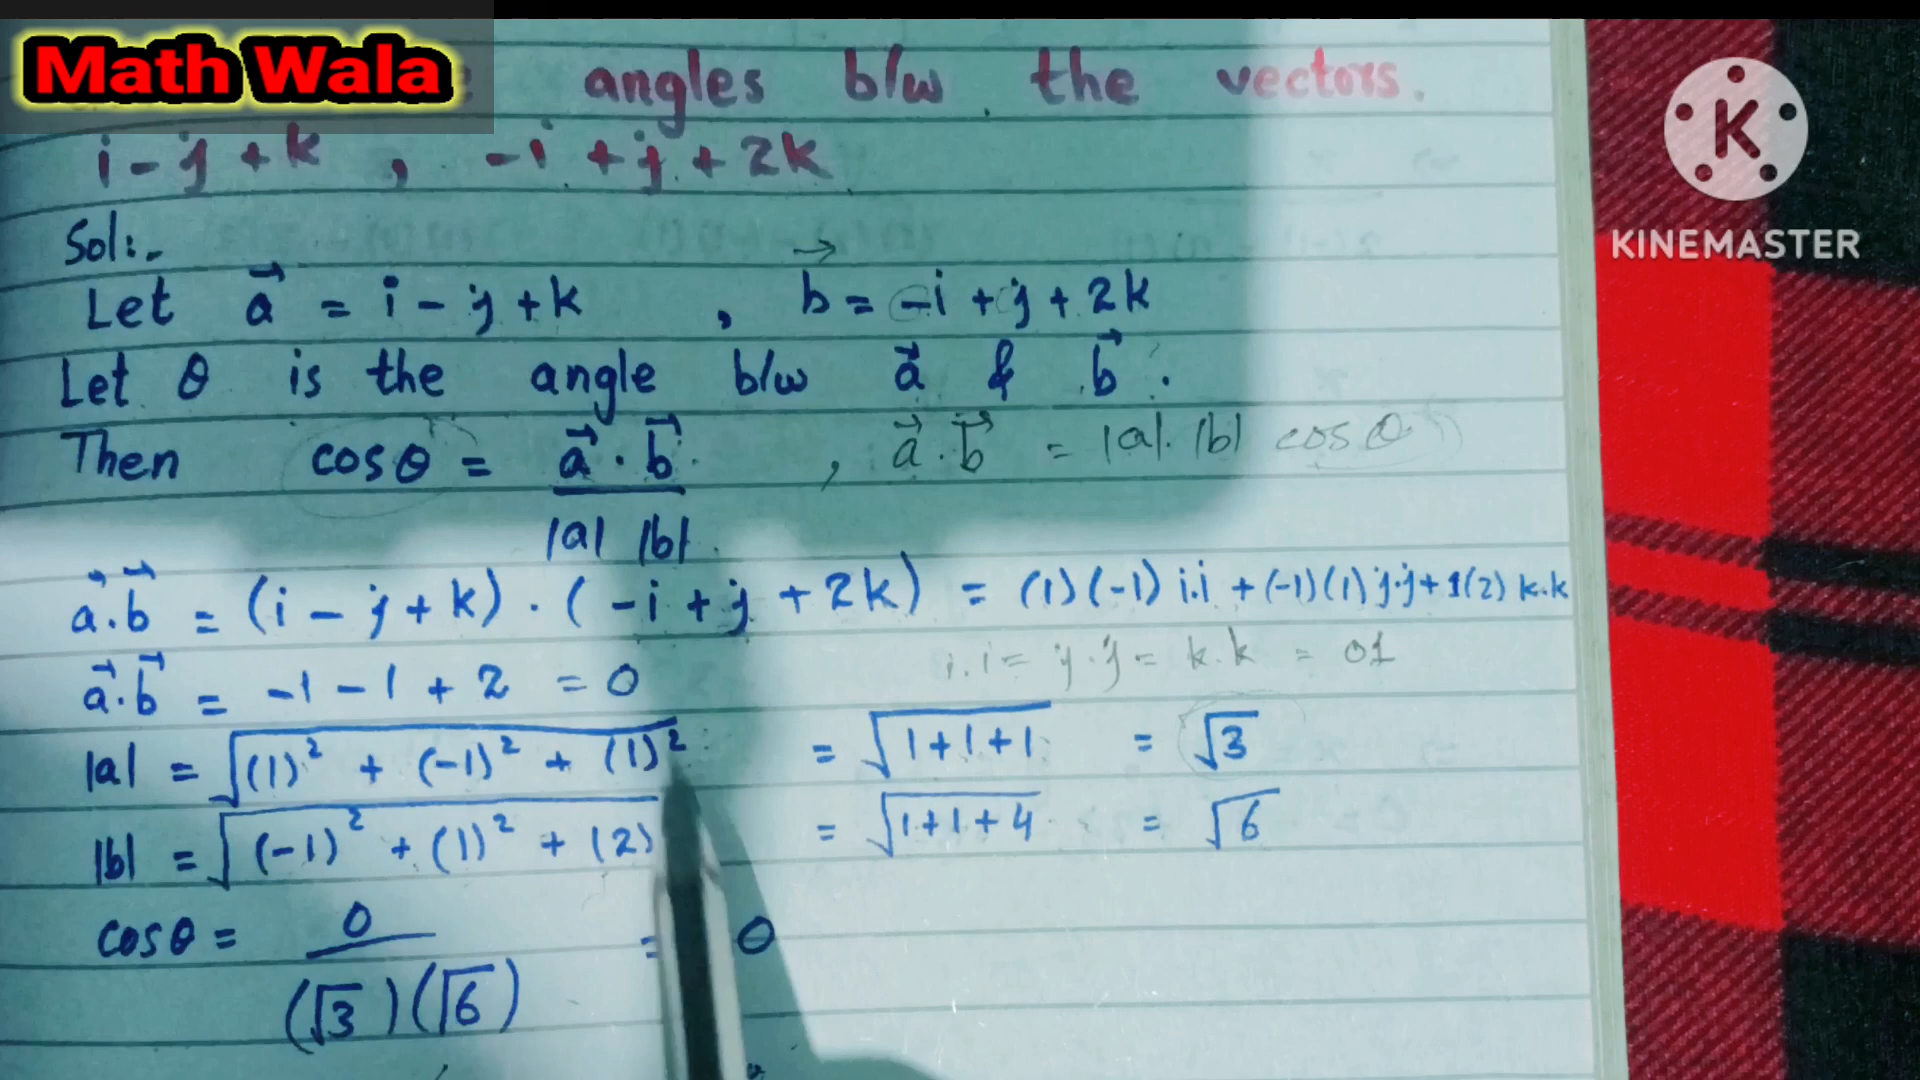 Math Wala
angles b/w the vectors.
i - j + k , -i + j + 2k
Sol:-
Let a⃗ = i - j + k , b⃗ = -i + j + 2k
Let θ is the angle b/w a⃗ & b⃗.
Then cosθ = a⃗ . b⃗ / |a| |b| , a⃗ . b⃗ = |a|. |b| cosθ
a⃗.b⃗ = (i - j + k) . (-i + j + 2k) = (1)(-1) i.i + (-1)(1) j.j + 1(2) k.k
i.i = j.j = k.k = 01
a⃗.b⃗ = -1 - 1 + 2 = 0
|a| = √(1)² + (-1)² + (1)² = √1+1+1 = √3
|b| = √(-1)² + (1)² + (2) = √1+1+4 = √6
cosθ = 0 / (√3)(√6) = 0
K
KINEMASTER